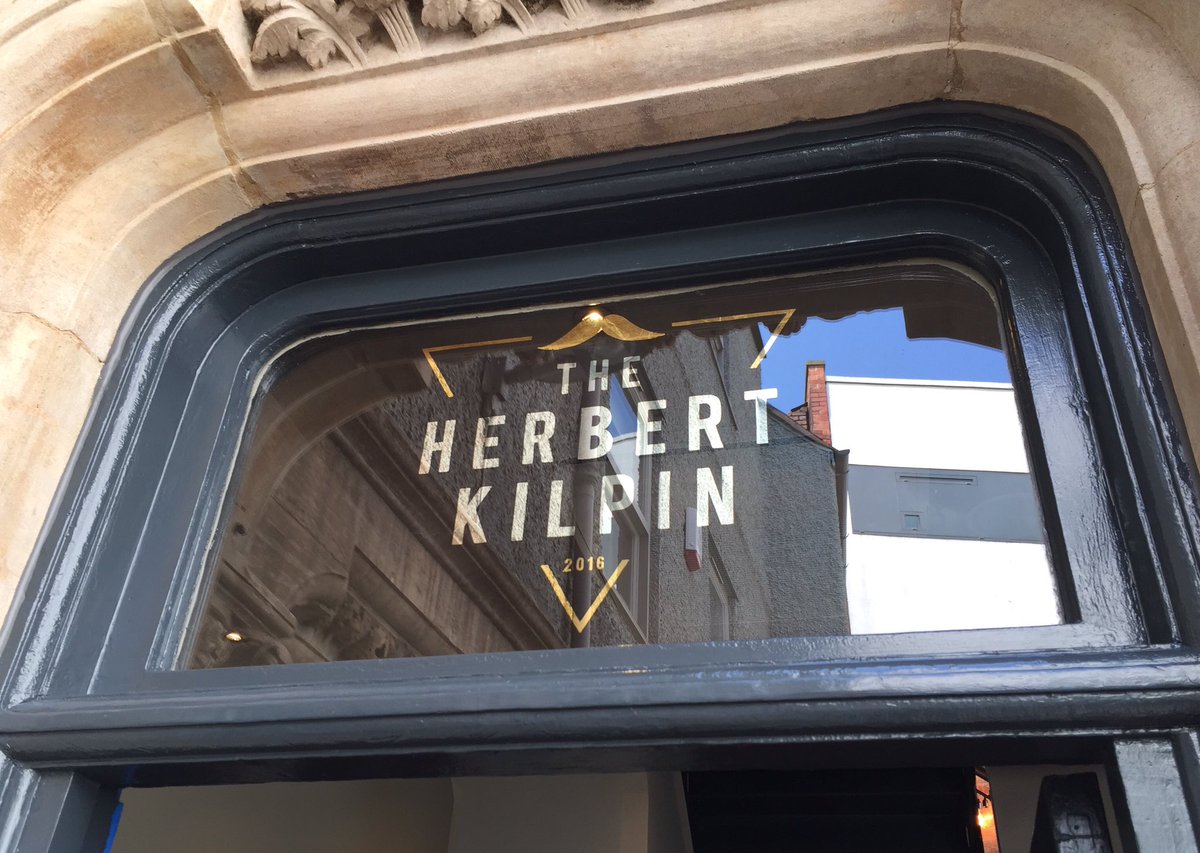 THE
HERBERT
KILPIN
2016